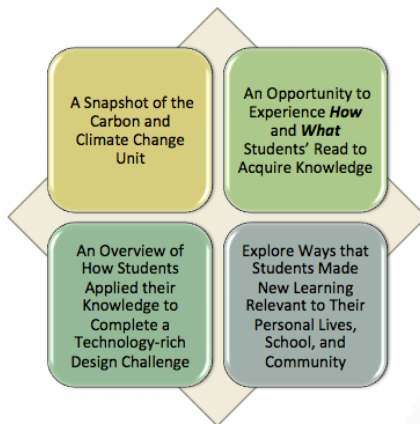 A Snapshot of the
Carbon and
Climate Change
Unit
An Opportunity to
Experience How
and What
Students' Read to
Acquire Knowledge
An Overview of
How Students
Applied their
Knowledge to
Complete a
Technology-rich
Design Challenge
Explore Ways that
Students Made
New Learning
Relevant to Their
Personal Lives,
School, and
Community